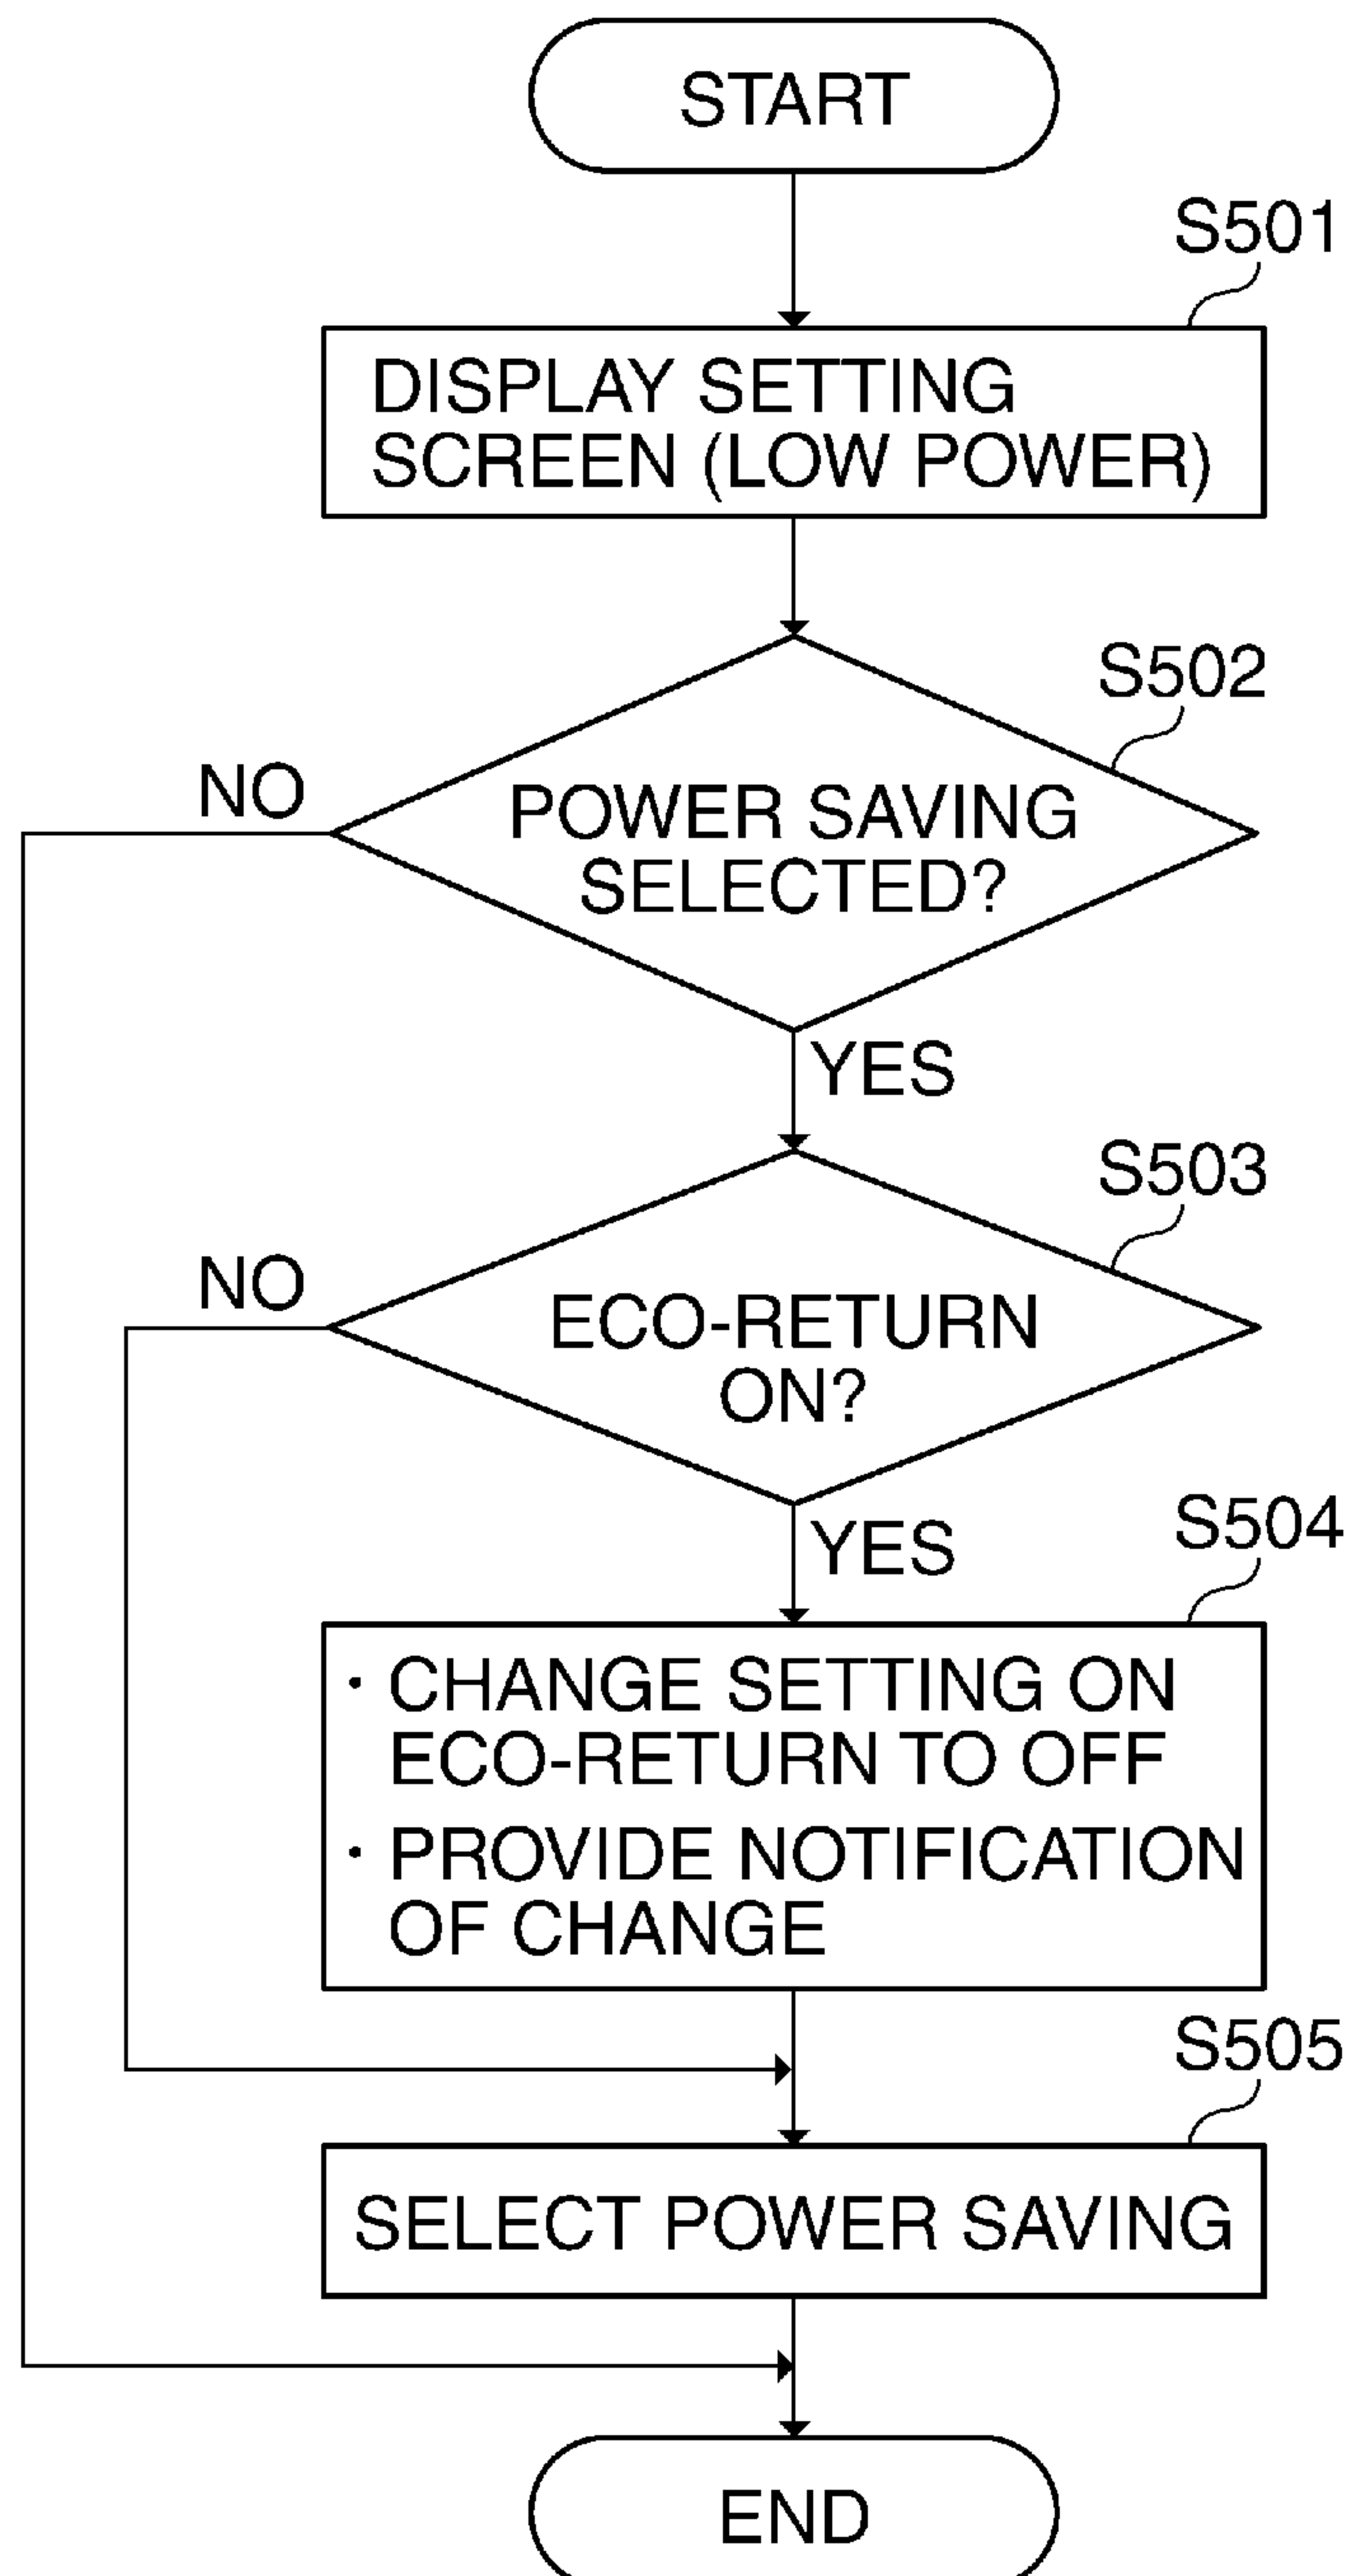 START
S501
DISPLAY SETTING
SCREEN (LOW POWER)
S502
NO
POWER SAVING
SELECTED?
YES
S503
NO
ECO-RETURN
ON?
YES
S504
· CHANGE SETTING ON
ECO-RETURN TO OFF
· PROVIDE NOTIFICATION
OF CHANGE
S505
SELECT POWER SAVING
END